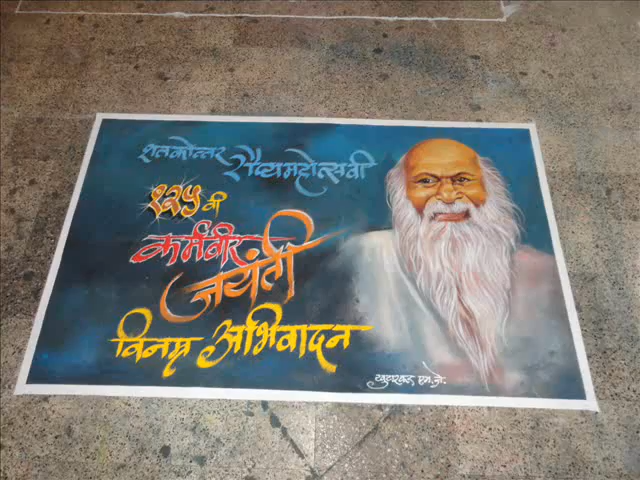 शतकोत्तर
रौप्यमहोत्सवी
१२५ वी
कर्मवीर
जयंती
विनम्र अभिवादन